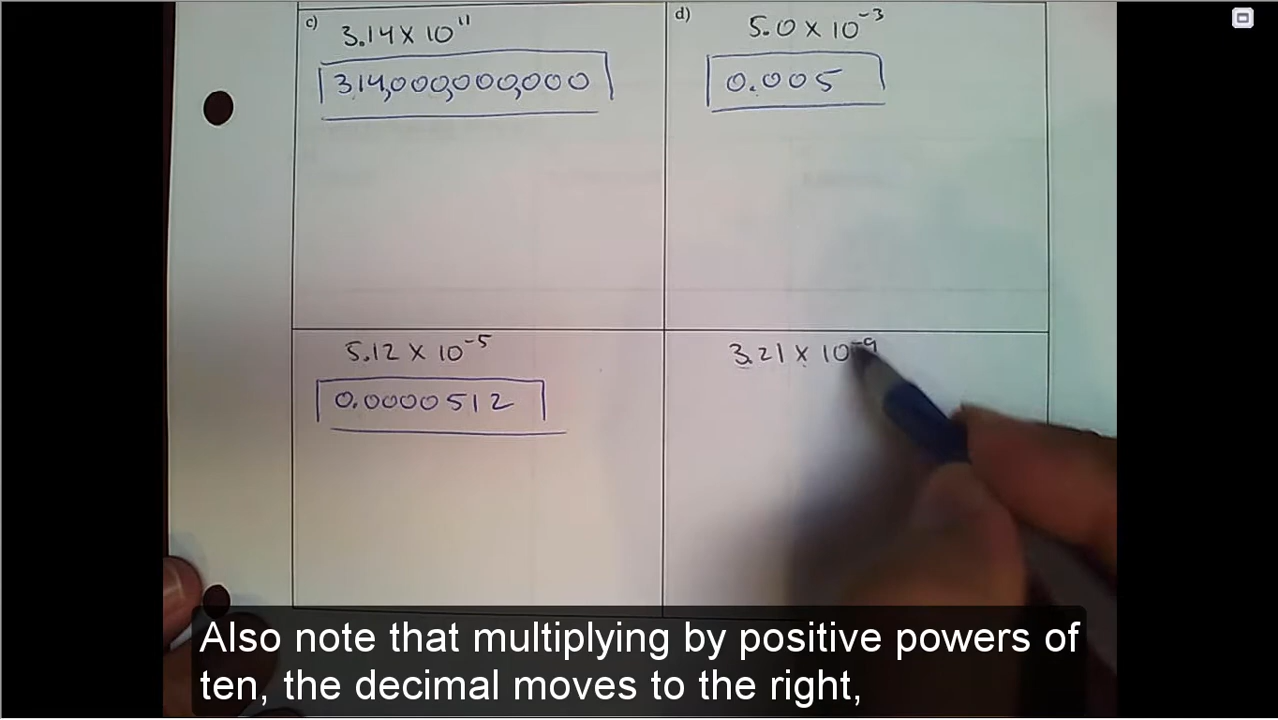 c) 3.14 × 10¹¹
314,000,000,000
d) 5.0 × 10⁻³
0.005
5.12 × 10⁻⁵
0.0000512
3.21 × 10⁻⁹
Also note that multiplying by positive powers of
ten, the decimal moves to the right,